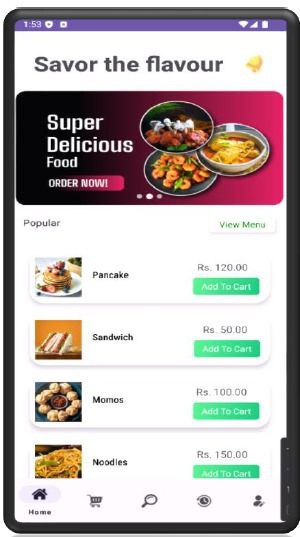 1:53
Savor the flavour
Super
Delicious
Food
ORDER NOW!
Popular
View Menu
Pancake
Rs. 120.00
Add To Cart
Sandwich
Rs. 50.00
Add To Cart
Momos
Rs. 100.00
Add To Cart
Noodles
Rs. 150.00
Add To Cart
Home